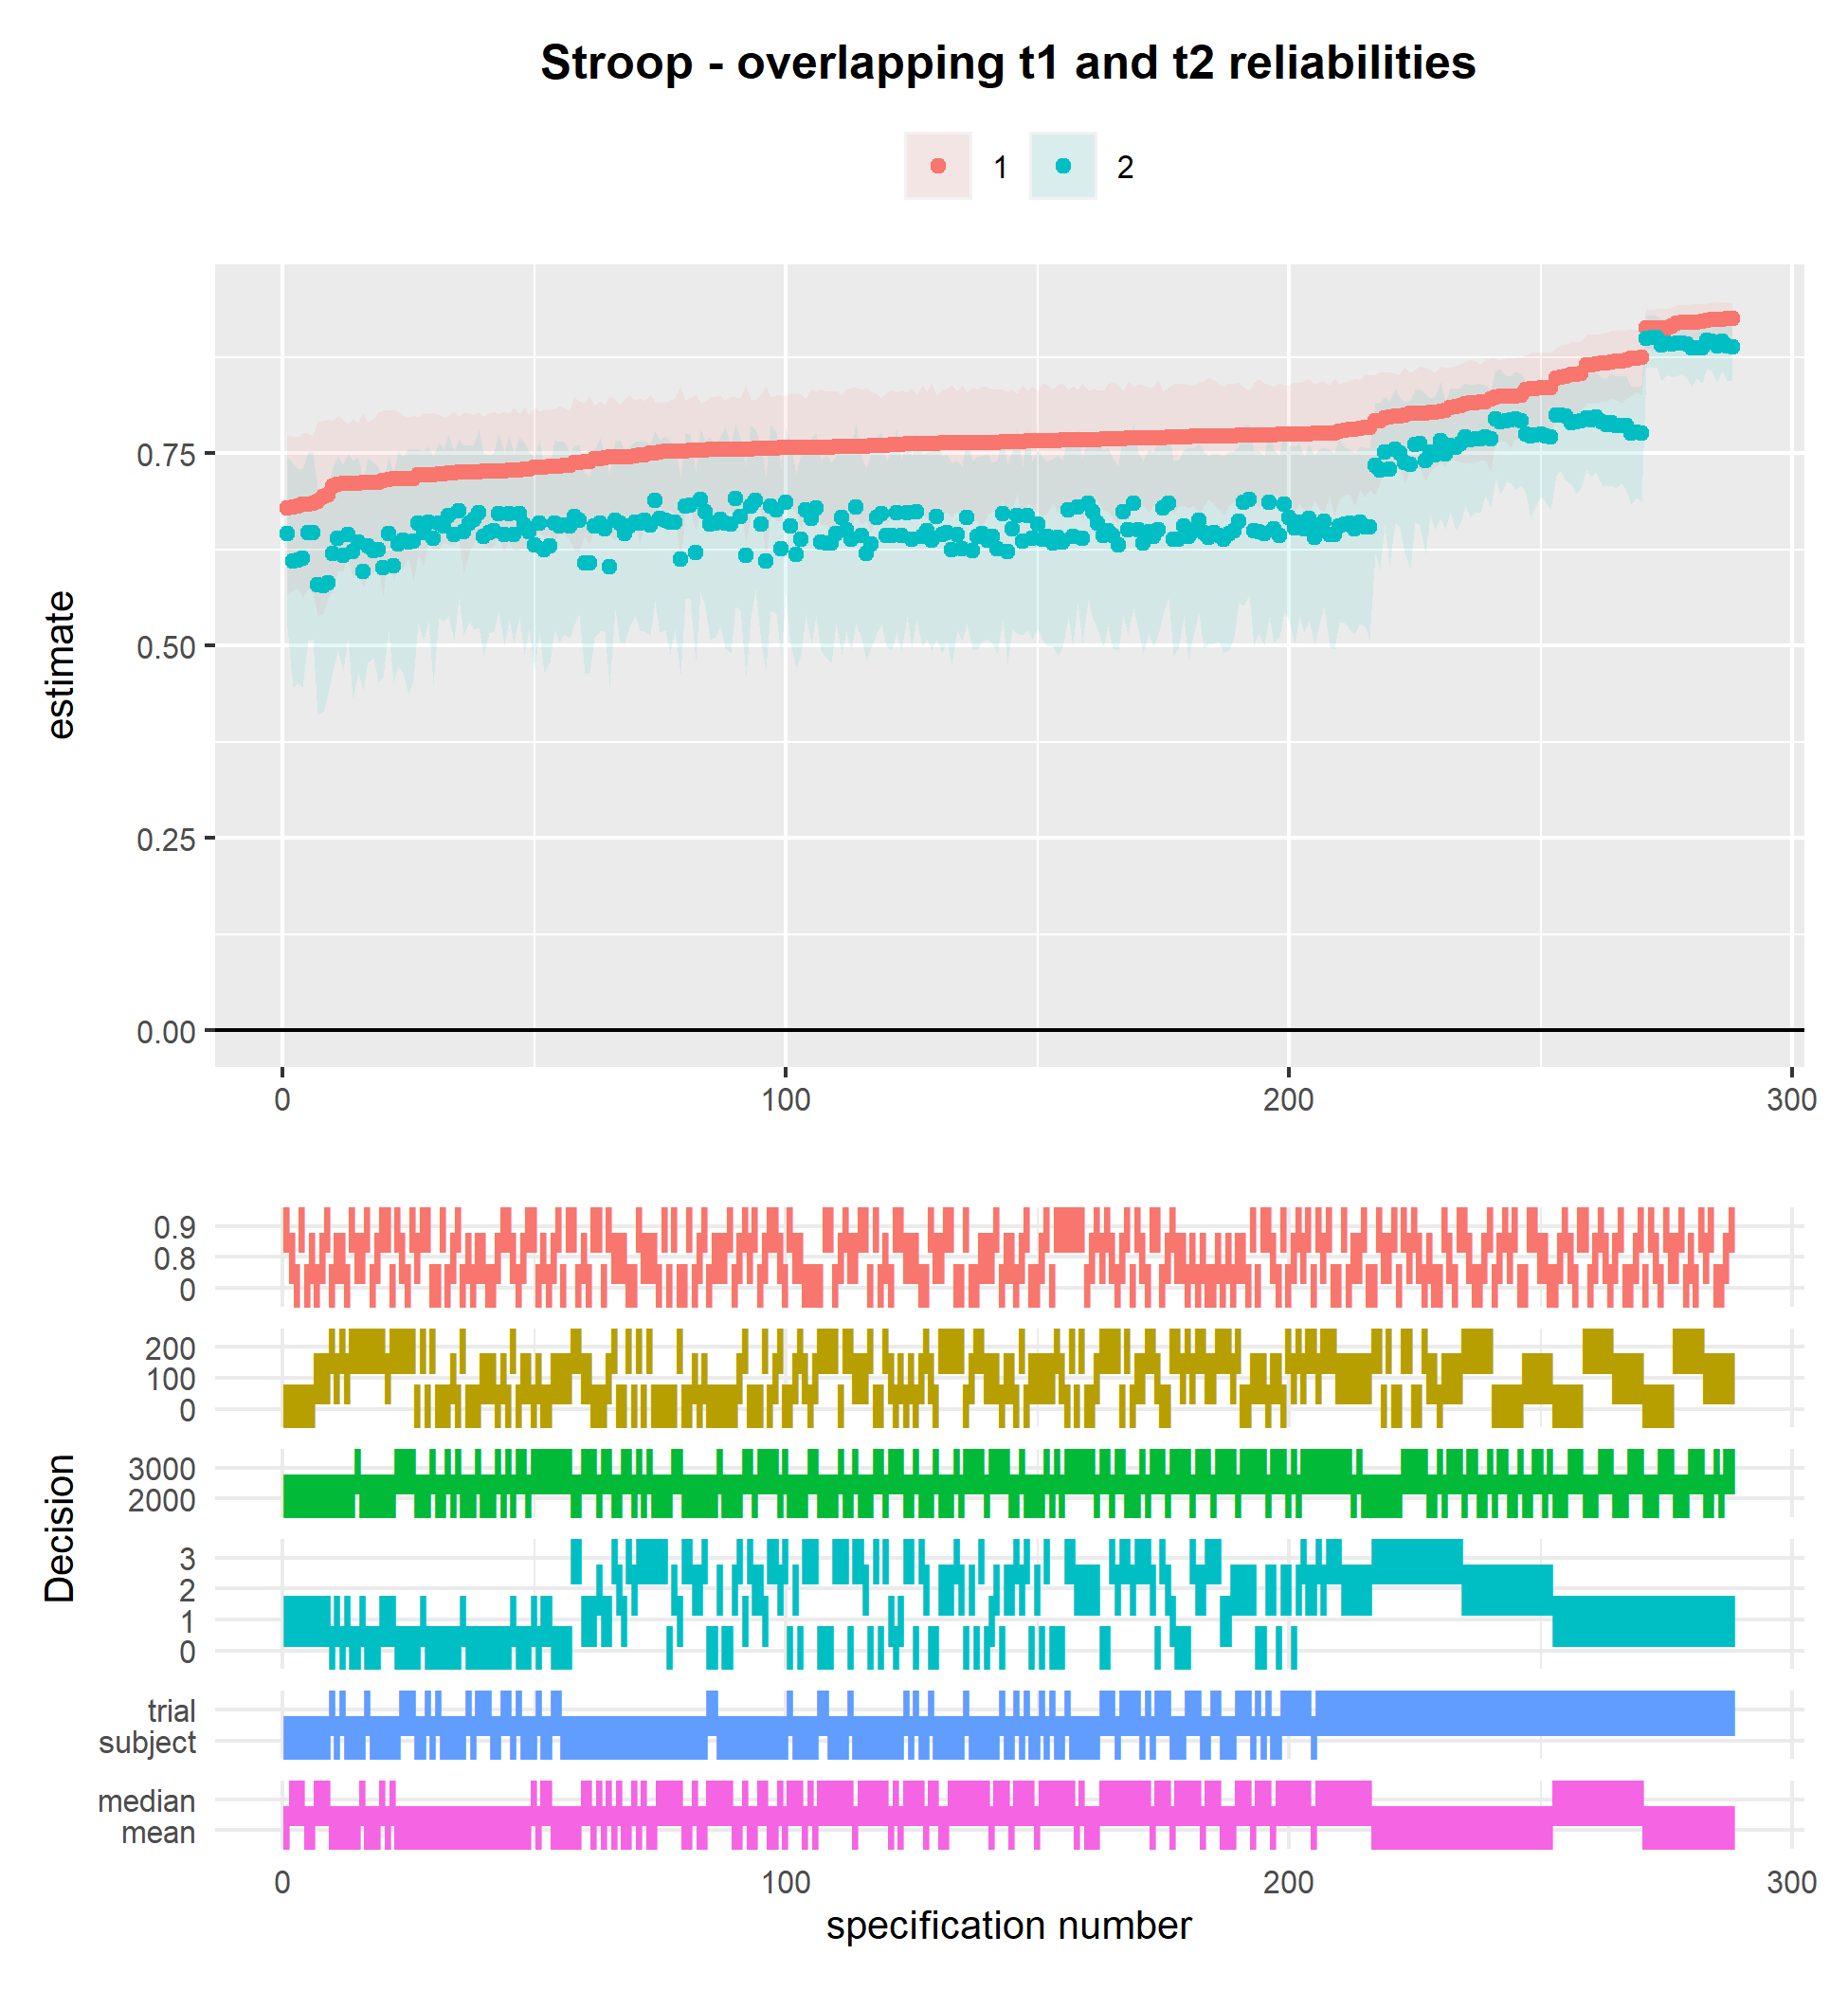 Stroop - overlapping t1 and t2 reliabilities
1 2
estimate
0.75
0.50
0.25
0.00
0 100 200 300
Decision
0.9
0.8
0
200
100
0
3000
2000
3
2
1
0
trial
subject
median
mean
0 100 200 300
specification number